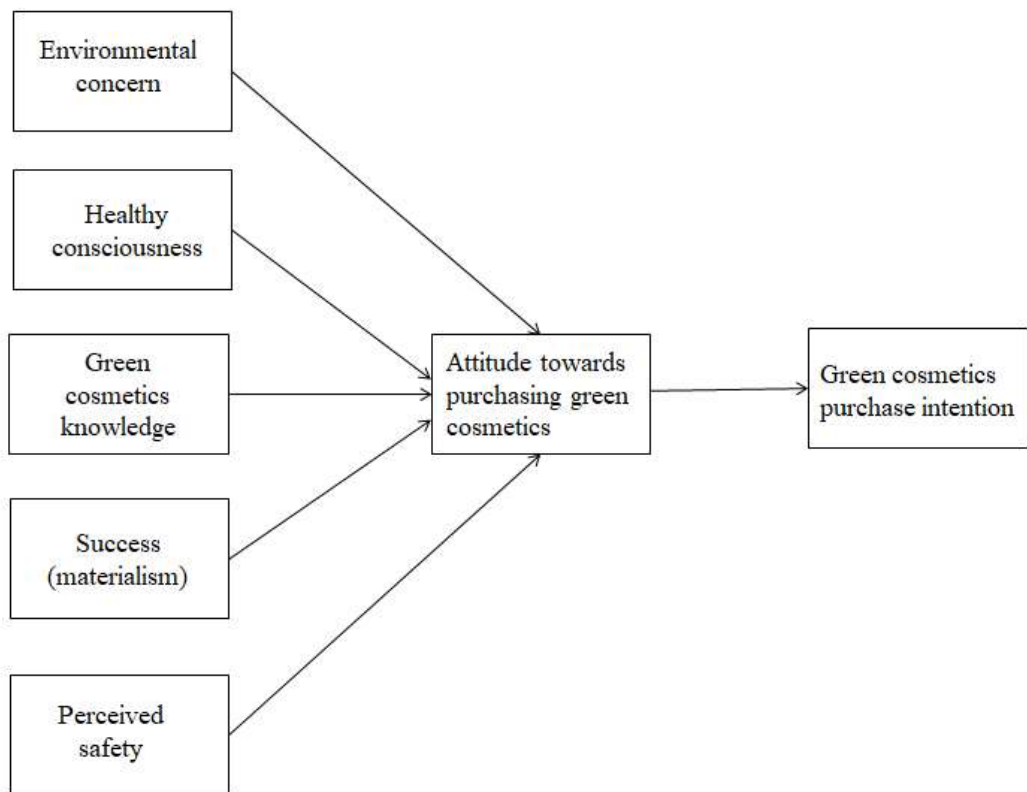 Environmental
concern
Healthy
consciousness
Green
cosmetics
knowledge
Success
(materialism)
Perceived
safety
Attitude towards
purchasing green
cosmetics
Green cosmetics
purchase intention